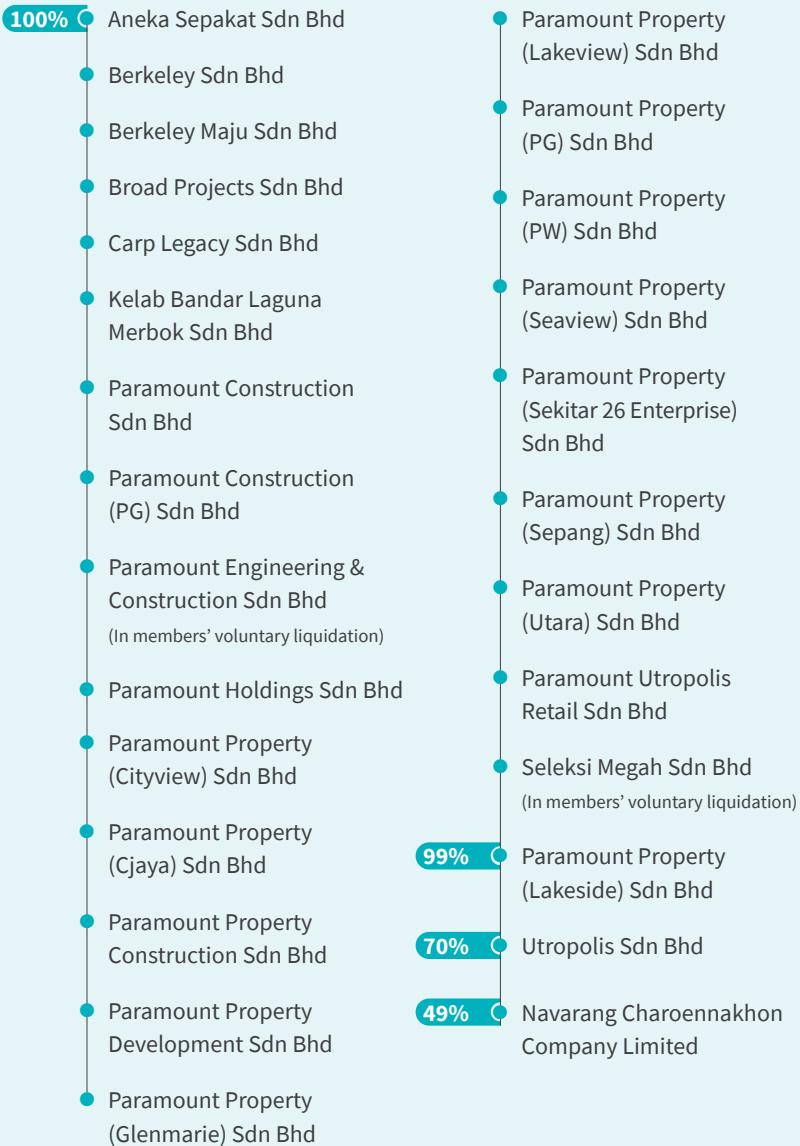 100% Aneka Sepakat Sdn Bhd
Berkeley Sdn Bhd
Berkeley Maju Sdn Bhd
Broad Projects Sdn Bhd
Carp Legacy Sdn Bhd
Kelab Bandar Laguna
Merbok Sdn Bhd
Paramount Construction
Sdn Bhd
Paramount Construction
(PG) Sdn Bhd
Paramount Engineering &
Construction Sdn Bhd
(In members’ voluntary liquidation)
Paramount Holdings Sdn Bhd
Paramount Property
(Cityview) Sdn Bhd
Paramount Property
(Cjaya) Sdn Bhd
Paramount Property
Construction Sdn Bhd
Paramount Property
Development Sdn Bhd
Paramount Property
(Glenmarie) Sdn Bhd
Paramount Property
(Lakeview) Sdn Bhd
Paramount Property
(PG) Sdn Bhd
Paramount Property
(PW) Sdn Bhd
Paramount Property
(Seaview) Sdn Bhd
Paramount Property
(Sekitar 26 Enterprise)
Sdn Bhd
Paramount Property
(Sepang) Sdn Bhd
Paramount Property
(Utara) Sdn Bhd
Paramount Utropolis
Retail Sdn Bhd
Seleksi Megah Sdn Bhd
(In members’ voluntary liquidation)
99% Paramount Property
(Lakeside) Sdn Bhd
70% Utropolis Sdn Bhd
49% Navarang Charoennakhon
Company Limited